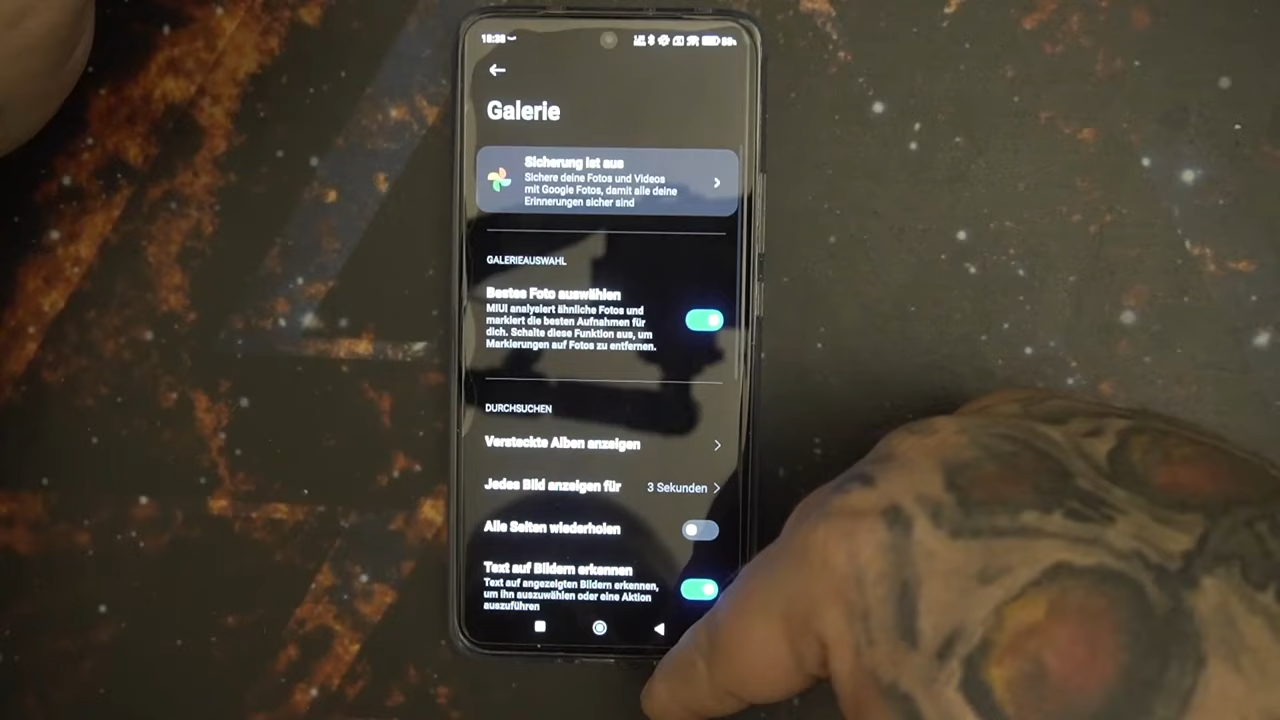 18:38
Galerie
Sicherung ist aus
Sichere deine Fotos und Videos
mit Google Fotos, damit alle deine
Erinnerungen sicher sind
GALERIEAUSWAHL
Bestes Foto auswählen
MIUI analysiert ähnliche Fotos und
markiert die besten Aufnahmen für
dich. Schalte diese Funktion aus, um
Markierungen auf Fotos zu entfernen.
DURCHSUCHEN
Versteckte Alben anzeigen
Jedes Bild anzeigen für
3 Sekunden
Alle Seiten wiederholen
Text auf Bildern erkennen
Text auf angezeigten Bildern erkennen,
um ihn auszuwählen oder eine Aktion
auszuführen